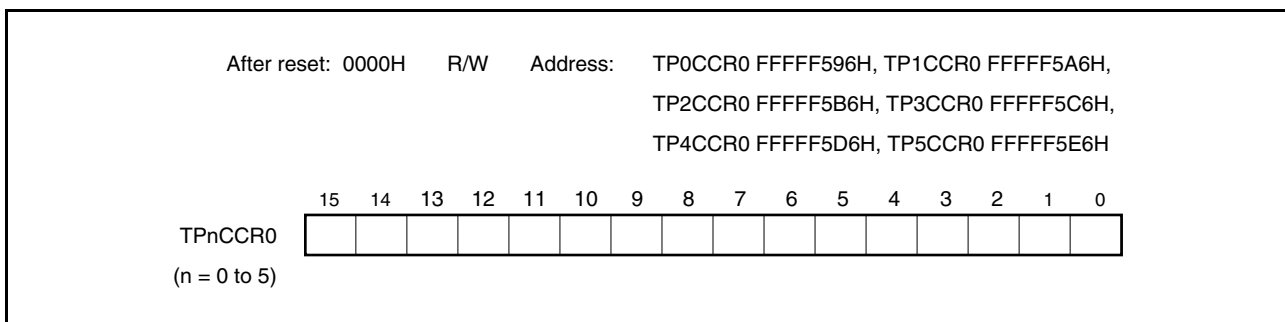 After reset: 0000H R/W Address: TP0CCR0 FFFFF596H, TP1CCR0 FFFFF5A6H,
TP2CCR0 FFFFF5B6H, TP3CCR0 FFFFF5C6H,
TP4CCR0 FFFFF5D6H, TP5CCR0 FFFFF5E6H
15 14 13 12 11 10 9 8 7 6 5 4 3 2 1 0
TPnCCR0
(n = 0 to 5)